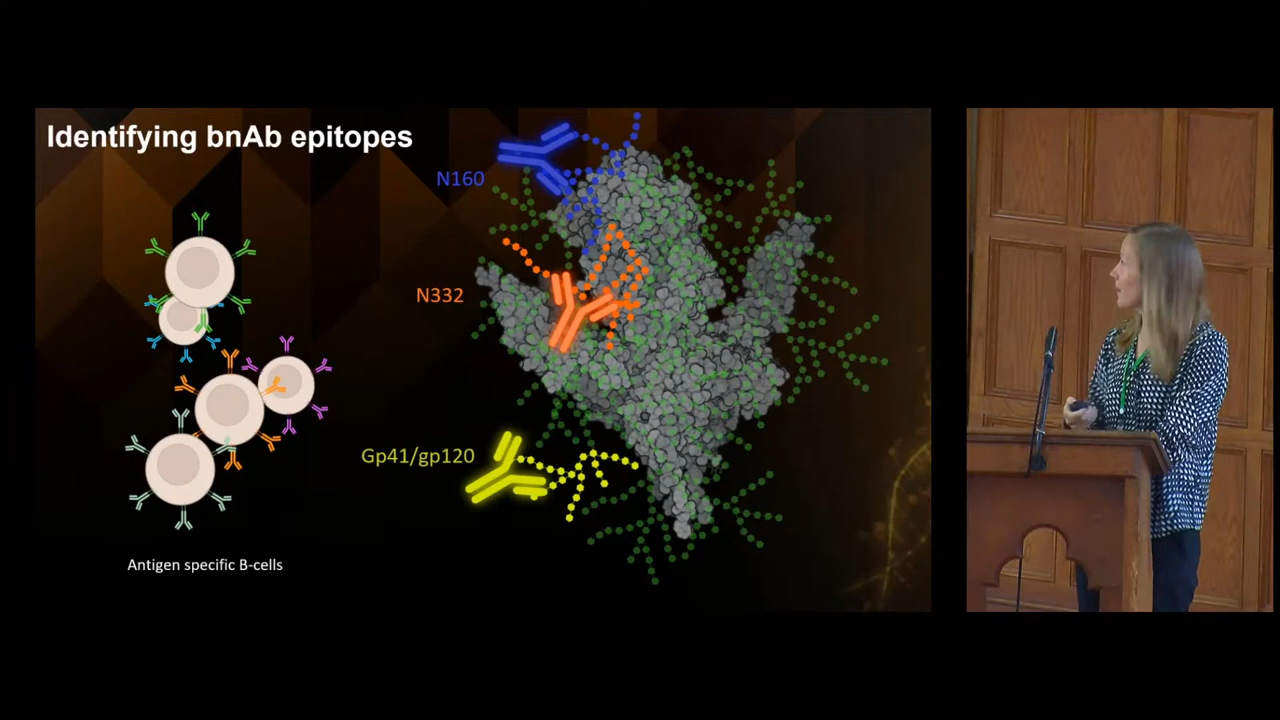 Identifying bnAb epitopes
N160
N332
Gp41/gp120
Antigen specific B-cells